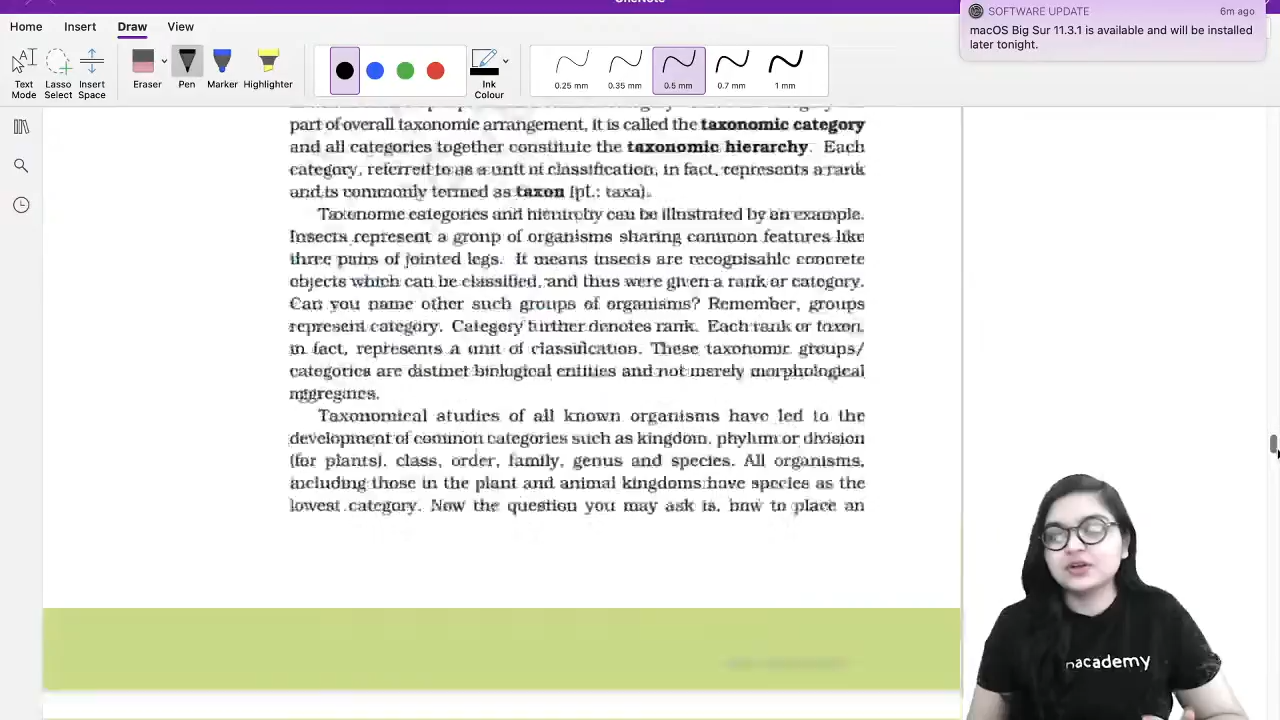 OneNote
Home Insert Draw View
SOFTWARE UPDATE 6m ago
macOS Big Sur 11.3.1 is available and will be installed
later tonight.
Text Mode
Lasso Select
Insert Space
Eraser
Pen
Marker
Highlighter
Ink Colour
0.25 mm
0.35 mm
0.5 mm
0.7 mm
1 mm
part of overall taxonomic arrangement, it is called the taxonomic category
and all categories together constitute the taxonomic hierarchy. Each
category, referred to as a unit of classification, in fact, represents a rank
and is commonly termed as taxon (pl.: taxa).
Taxonomic categories and hierarchy can be illustrated by an example.
Insects represent a group of organisms sharing common features like
three pairs of jointed legs. It means insects are recognisable concrete
objects which can be classified, and thus were given a rank or category.
Can you name other such groups of organisms? Remember, groups
represent category. Category further denotes rank. Each rank or taxon,
in fact, represents a unit of classification. These taxonomic groups/
categories are distinct biological entities and not merely morphological
aggregates.
Taxonomical studies of all known organisms have led to the
development of common categories such as kingdom, phylum or division
(for plants), class, order, family, genus and species. All organisms,
including those in the plant and animal kingdoms have species as the
lowest category. Now the question you may ask is, how to place an
nacademy